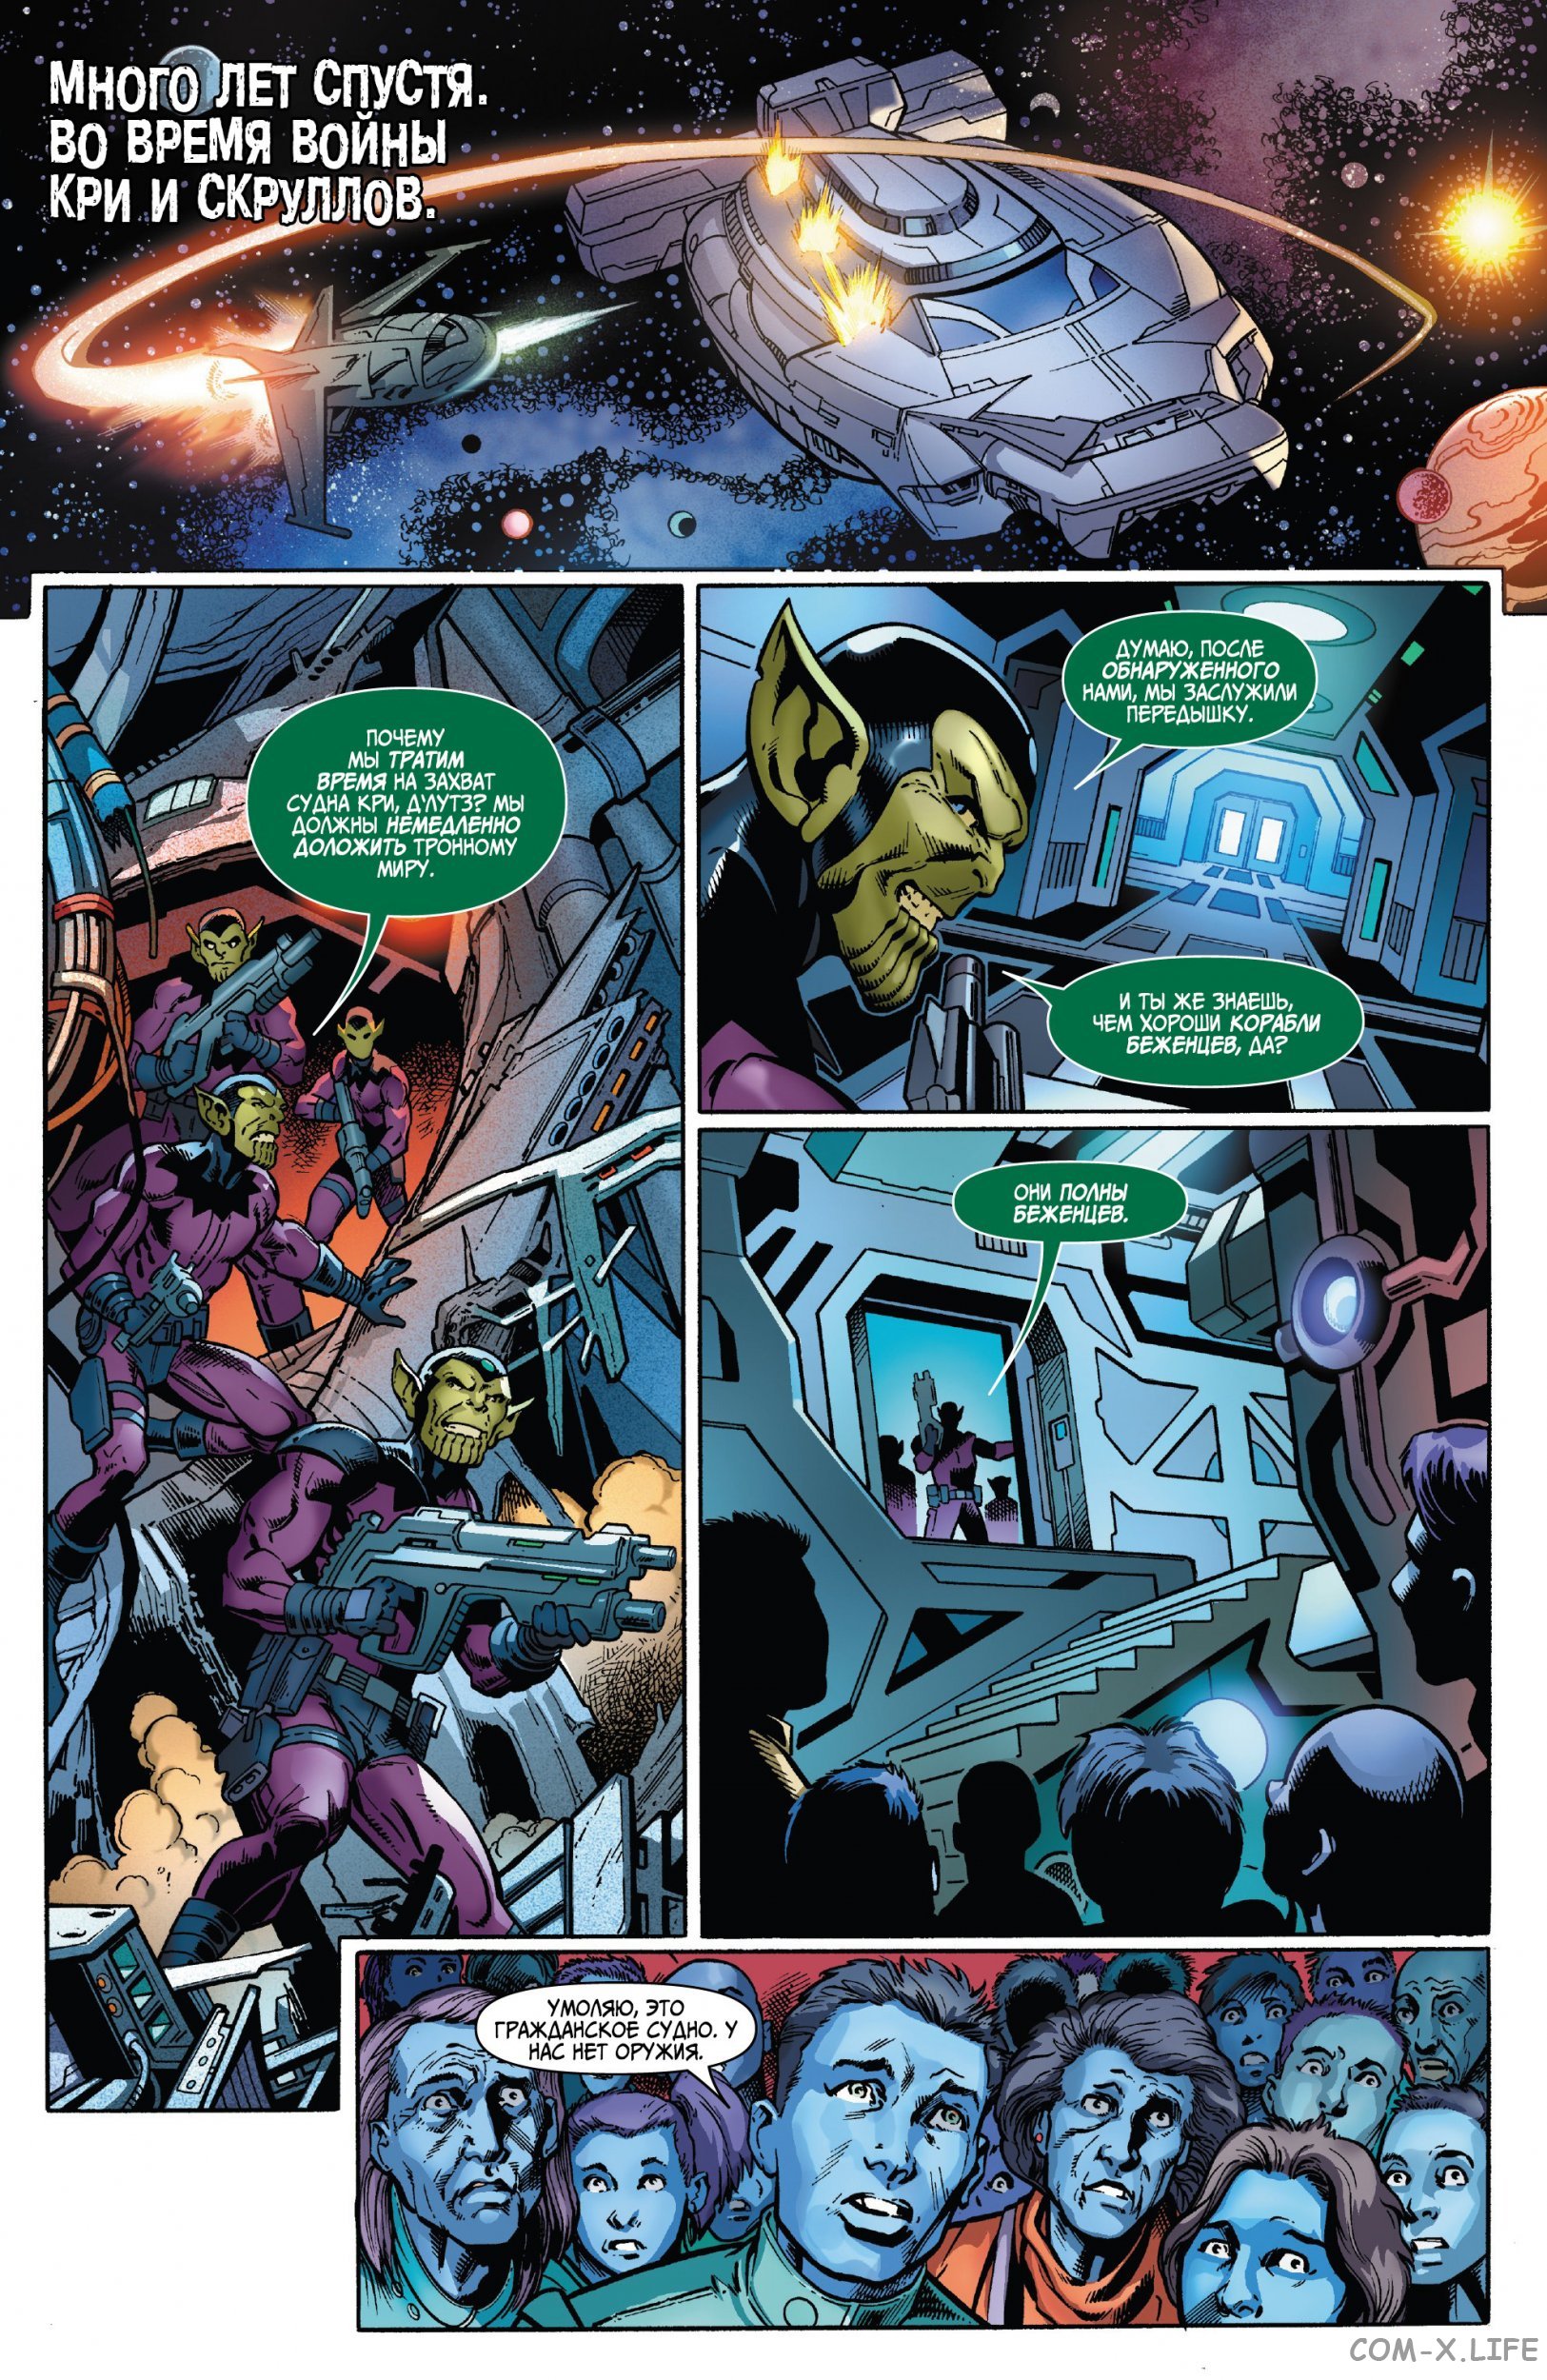 МНОГО ЛЕТ СПУСТЯ.
ВО ВРЕМЯ ВОЙНЫ
КРИ И СКРУЛЛОВ.
ПОЧЕМУ
МЫ ТРАТИМ
ВРЕМЯ НА ЗАХВАТ
СУДНА КРИ, Д'ЛУТЗ? МЫ
ДОЛЖНЫ НЕМЕДЛЕННО
ДОЛОЖИТЬ ТРОННОМУ
МИРУ.
ДУМАЮ, ПОСЛЕ
ОБНАРУЖЕННОГО
НАМИ, МЫ ЗАСЛУЖИЛИ
ПЕРЕДЫШКУ.
И ТЫ ЖЕ ЗНАЕШЬ,
ЧЕМ ХОРОШИ КОРАБЛИ
БЕЖЕНЦЕВ, ДА?
ОНИ ПОЛНЫ
БЕЖЕНЦЕВ.
УМОЛЯЮ, ЭТО
ГРАЖДАНСКОЕ СУДНО. У
НАС НЕТ ОРУЖИЯ.
COM-X.LIFE